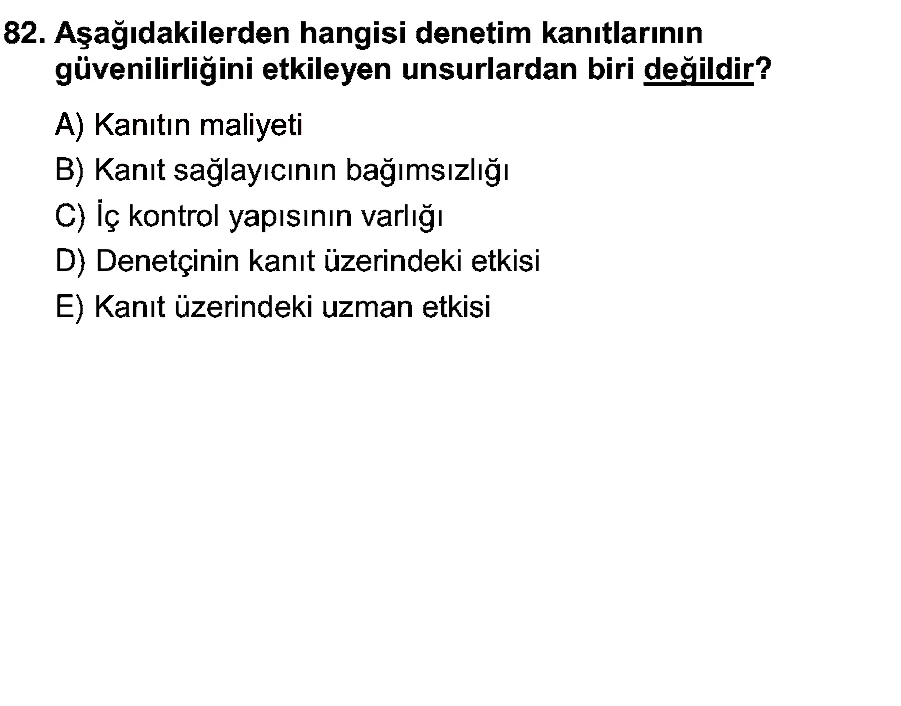 82. Aşağıdakilerden hangisi denetim kanıtlarının
güvenilirliğini etkileyen unsurlardan biri değildir?
A) Kanıtın maliyeti
B) Kanıt sağlayıcının bağımsızlığı
C) İç kontrol yapısının varlığı
D) Denetçinin kanıt üzerindeki etkisi
E) Kanıt üzerindeki uzman etkisi